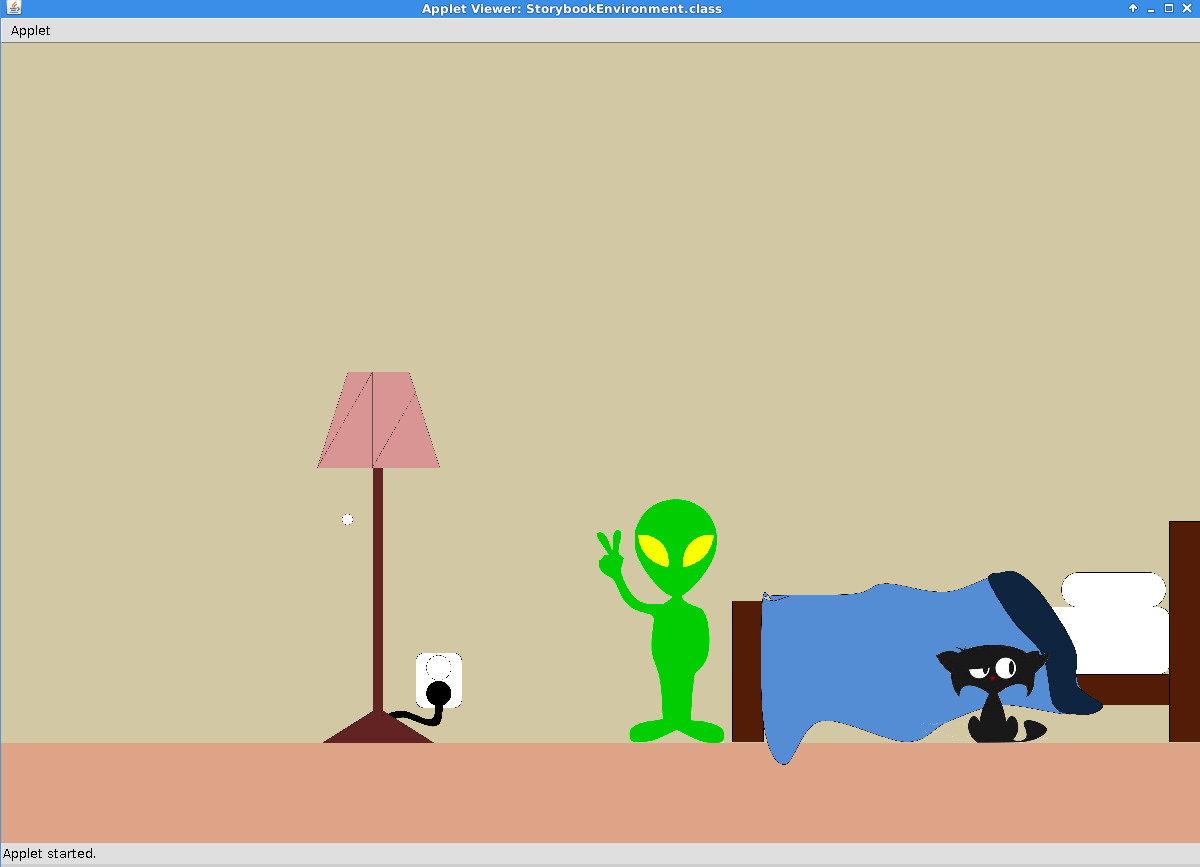 Applet Viewer: StorybookEnvironment.class
Applet
Applet started.